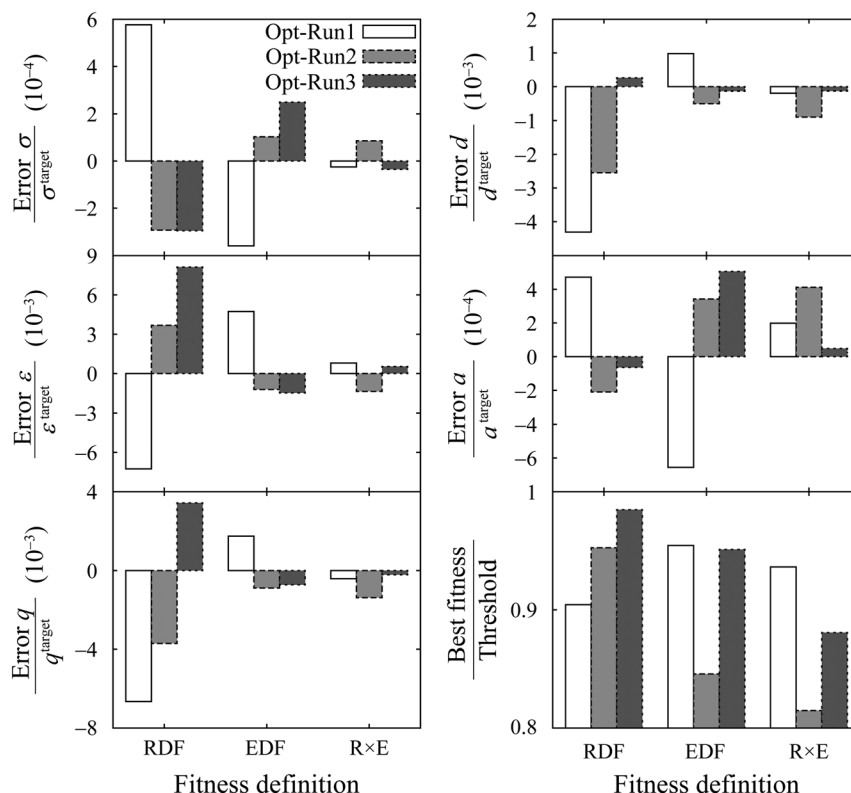 Opt-Run1
Opt-Run2
Opt-Run3
Error σ
σ^target
(10⁻⁴)
6
4
2
0
−2
9
Error ε
ε^target
(10⁻³)
6
3
0
−3
−6
4
Error q
q^target
(10⁻³)
0
−4
−8
RDF EDF R×E
Fitness definition
Error d
d^target
(10⁻³)
2
1
0
−1
−2
−3
−4
Error a
a^target
(10⁻⁴)
4
2
0
−2
−4
−6
1
Best fitness
Threshold
0.9
0.8
RDF EDF R×E
Fitness definition